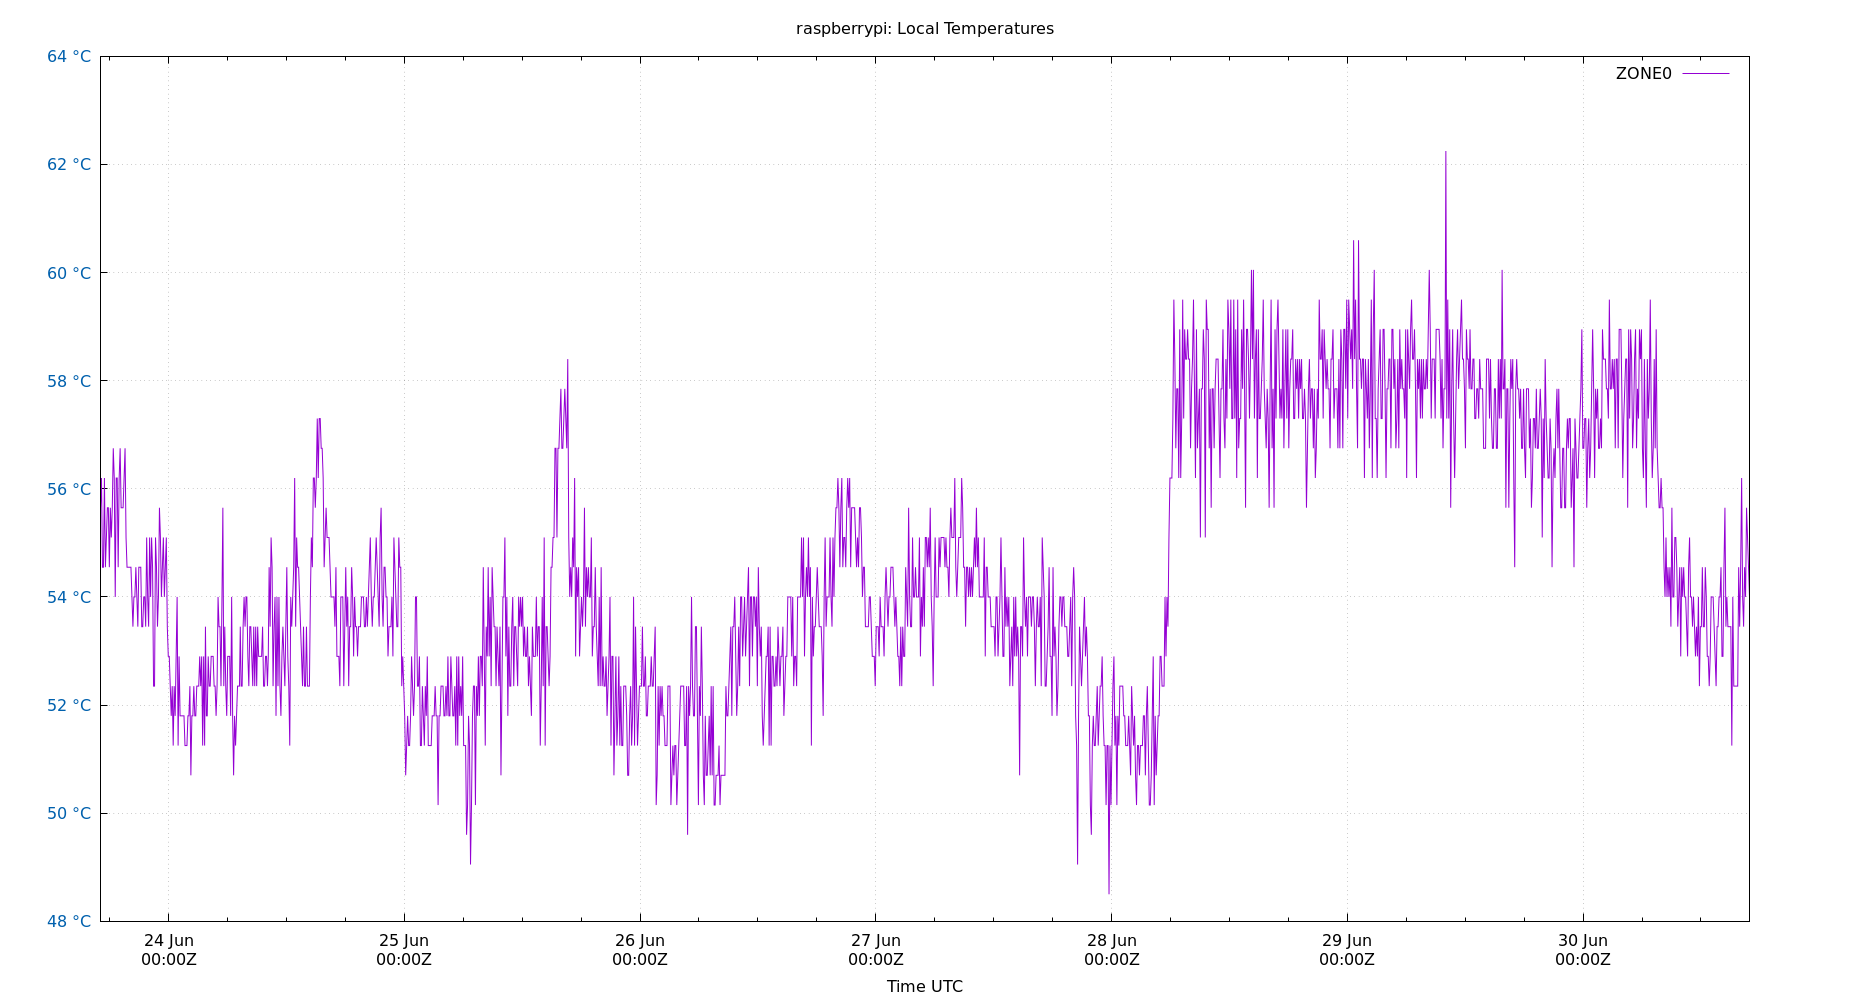 raspberrypi: Local Temperatures
ZONE0
64 °C
62 °C
60 °C
58 °C
56 °C
54 °C
52 °C
50 °C
48 °C
24 Jun 25 Jun 26 Jun 27 Jun 28 Jun 29 Jun 30 Jun
00:00Z 00:00Z 00:00Z 00:00Z 00:00Z 00:00Z 00:00Z
Time UTC